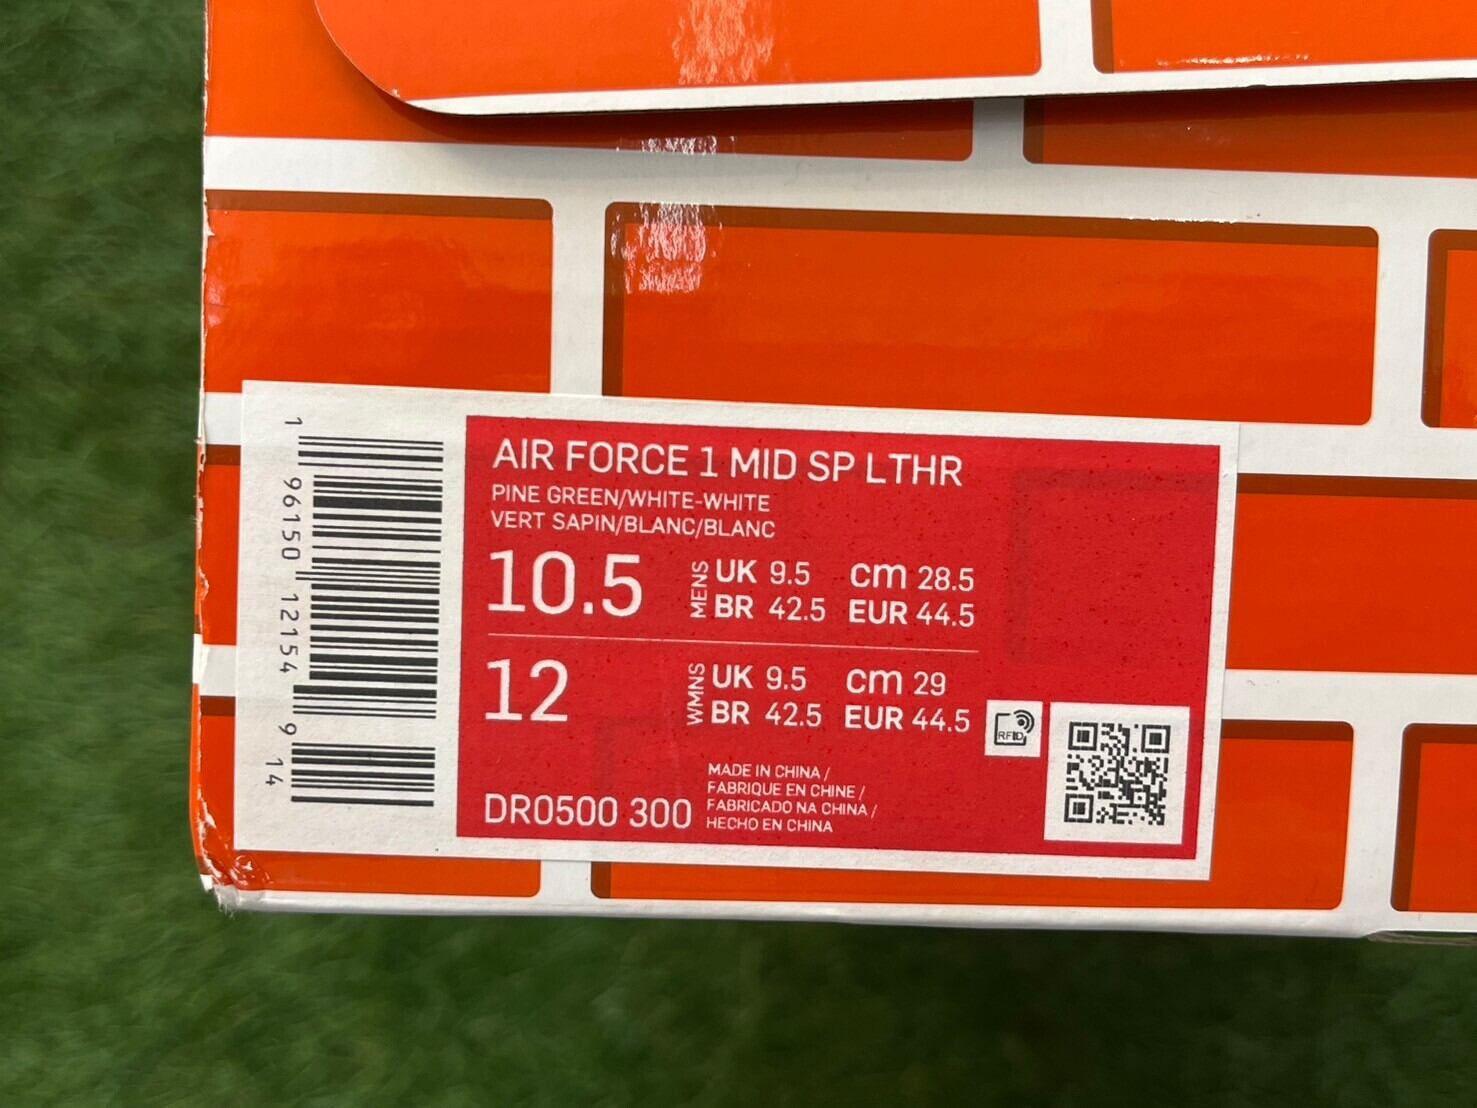 1 96150 12154 9 14
AIR FORCE 1 MID SP LTHR
PINE GREEN/WHITE-WHITE
VERT SAPIN/BLANC/BLANC
10.5 MENS UK 9.5 cm 28.5
BR 42.5 EUR 44.5
12 WMNS UK 9.5 cm 29
BR 42.5 EUR 44.5
RFID
MADE IN CHINA /
FABRIQUE EN CHINE /
FABRICADO NA CHINA /
HECHO EN CHINA
DR0500 300